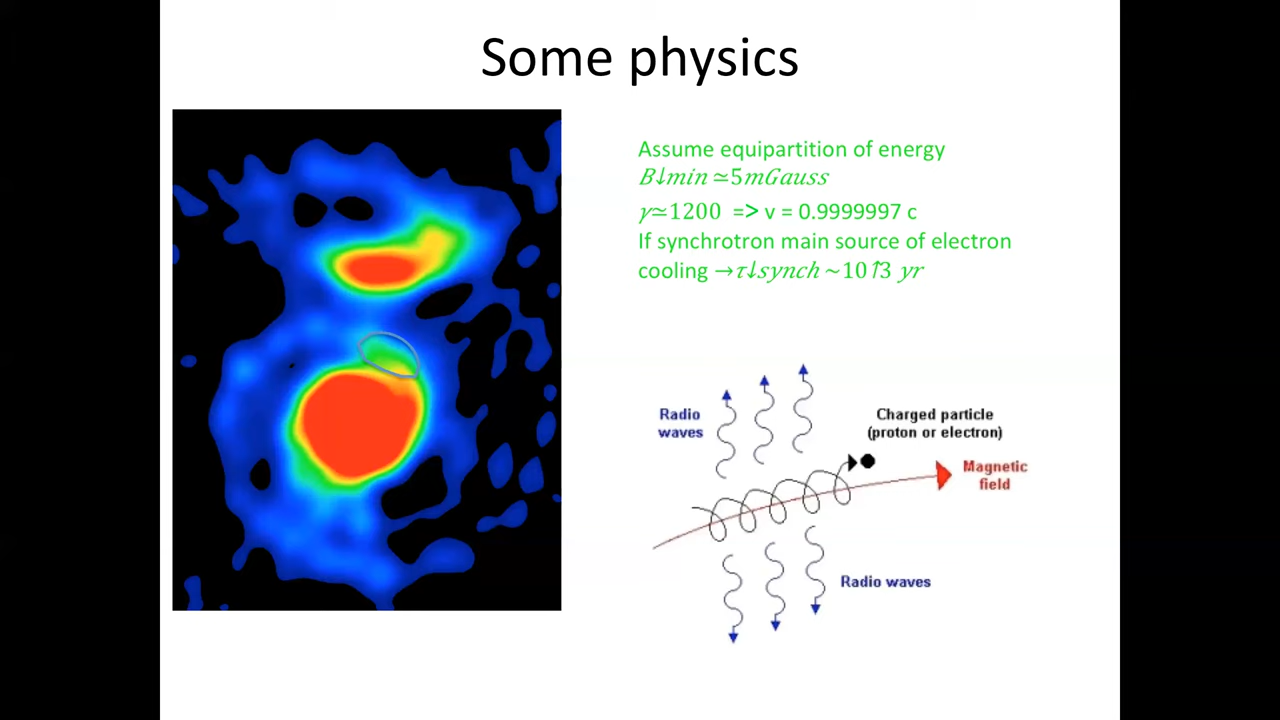 Some physics
Assume equipartition of energy
B↓min ≃5mGauss
γ≃1200 => v = 0.9999997 c
If synchrotron main source of electron
cooling →τ↓synch ~10↑3 yr
Radio
waves
Charged particle
(proton or electron)
Magnetic
field
Radio waves